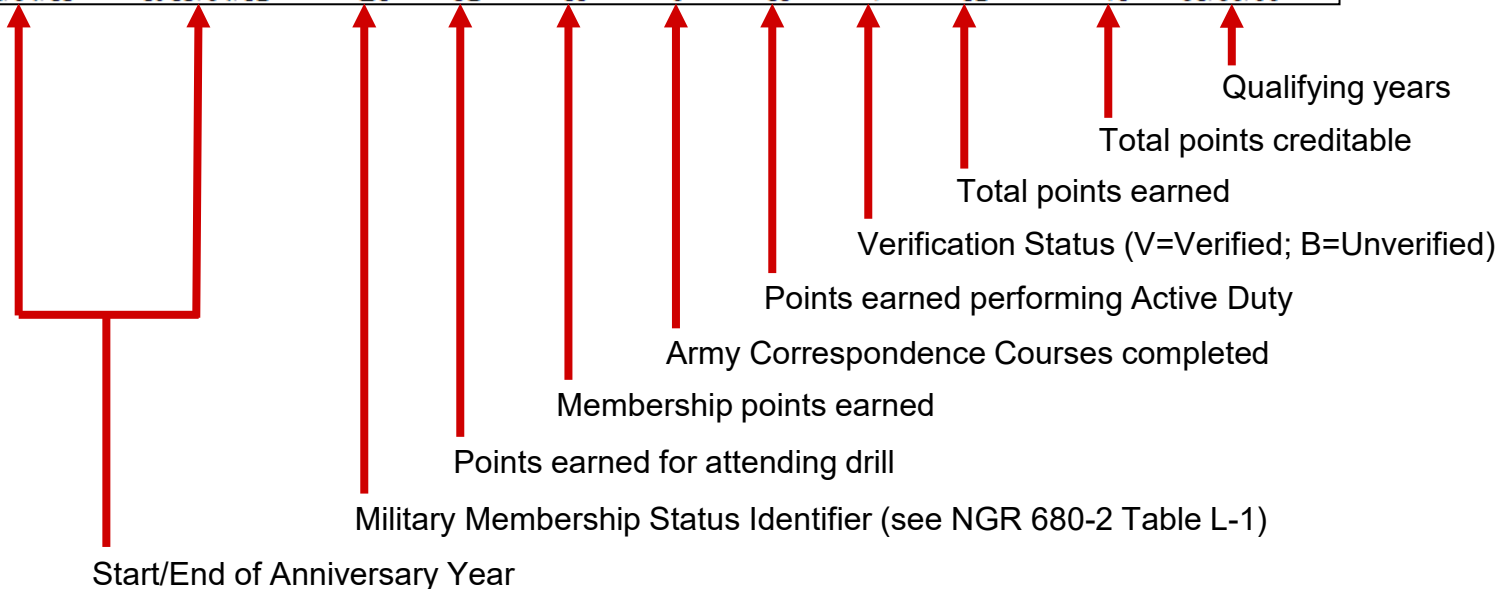 Qualifying years
Total points creditable
Total points earned
Verification Status (V=Verified; B=Unverified)
Points earned performing Active Duty
Army Correspondence Courses completed
Membership points earned
Points earned for attending drill
Military Membership Status Identifier (see NGR 680-2 Table L-1)
Start/End of Anniversary Year